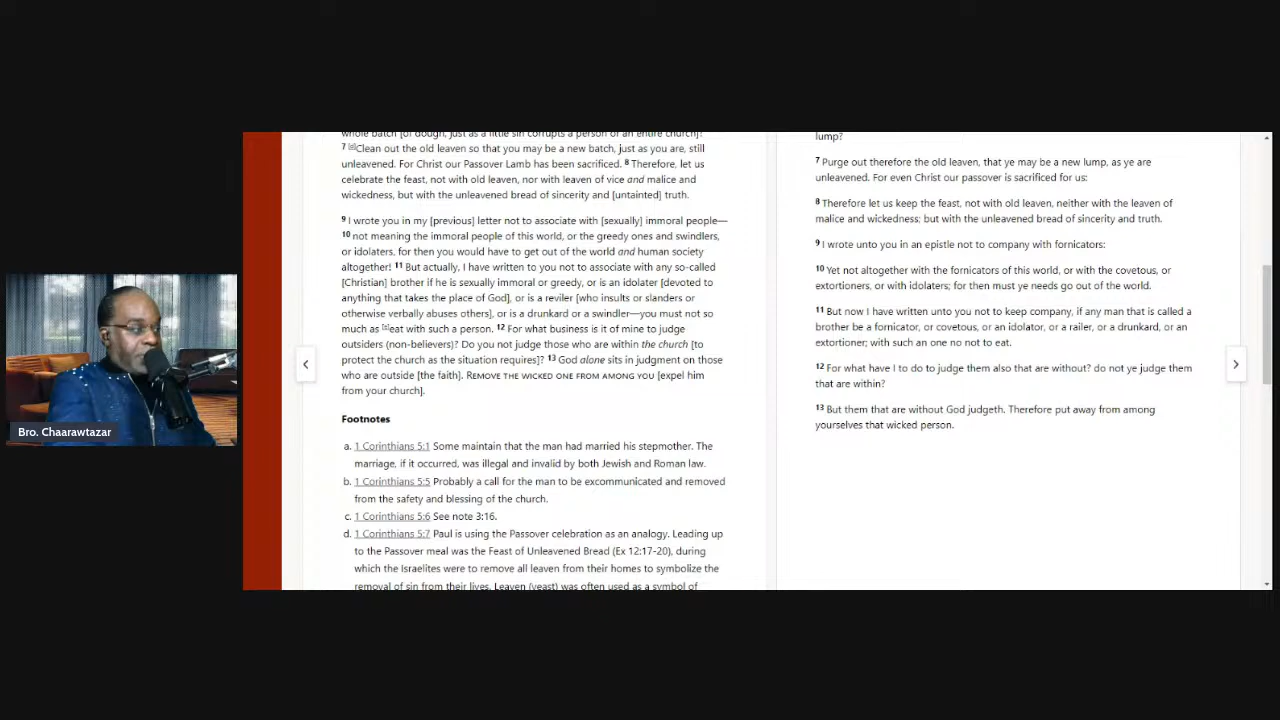 whole batch [of dough, just as a little sin corrupts a person or an entire church]?
7 [d]Clean out the old leaven so that you may be a new batch, just as you are, still
unleavened. For Christ our Passover Lamb has been sacrificed. 8 Therefore, let us
celebrate the feast, not with old leaven, nor with leaven of vice and malice and
wickedness, but with the unleavened bread of sincerity and [untainted] truth.
9 I wrote you in my [previous] letter not to associate with [sexually] immoral people—
10 not meaning the immoral people of this world, or the greedy ones and swindlers,
or idolaters, for then you would have to get out of the world and human society
altogether! 11 But actually, I have written to you not to associate with any so-called
[Christian] brother if he is sexually immoral or greedy, or is an idolater [devoted to
anything that takes the place of God], or is a reviler [who insults or slanders or
otherwise verbally abuses others], or is a drunkard or a swindler—you must not so
much as [e]eat with such a person. 12 For what business is it of mine to judge
outsiders (non-believers)? Do you not judge those who are within the church [to
protect the church as the situation requires]? 13 God alone sits in judgment on those
who are outside [the faith]. REMOVE THE WICKED ONE FROM AMONG YOU [expel him
from your church].
Footnotes
a. 1 Corinthians 5:1 Some maintain that the man had married his stepmother. The
marriage, if it occurred, was illegal and invalid by both Jewish and Roman law.
b. 1 Corinthians 5:5 Probably a call for the man to be excommunicated and removed
from the safety and blessing of the church.
c. 1 Corinthians 5:6 See note 3:16.
d. 1 Corinthians 5:7 Paul is using the Passover celebration as an analogy. Leading up
to the Passover meal was the Feast of Unleavened Bread (Ex 12:17-20), during
which the Israelites were to remove all leaven from their homes to symbolize the
removal of sin from their lives. Leaven (yeast) was often used as a symbol of
lump?
7 Purge out therefore the old leaven, that ye may be a new lump, as ye are
unleavened. For even Christ our passover is sacrificed for us:
8 Therefore let us keep the feast, not with old leaven, neither with the leaven of
malice and wickedness; but with the unleavened bread of sincerity and truth.
9 I wrote unto you in an epistle not to company with fornicators:
10 Yet not altogether with the fornicators of this world, or with the covetous, or
extortioners, or with idolaters; for then must ye needs go out of the world.
11 But now I have written unto you not to keep company, if any man that is called a
brother be a fornicator, or covetous, or an idolator, or a railer, or a drunkard, or an
extortioner; with such an one no not to eat.
12 For what have I to do to judge them also that are without? do not ye judge them
that are within?
13 But them that are without God judgeth. Therefore put away from among
yourselves that wicked person.
Bro. Chaarawtazar